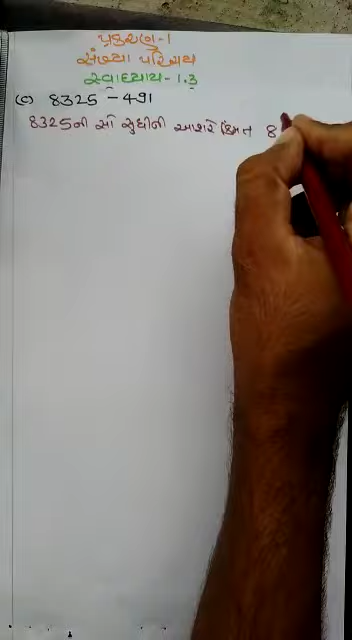 પ્રકરણ-1
સંખ્યા પરિચય
સ્વાધ્યાય-1.3
(c) 8325 - 491
8325ની સો સુધીની આશરે કિંમત 8